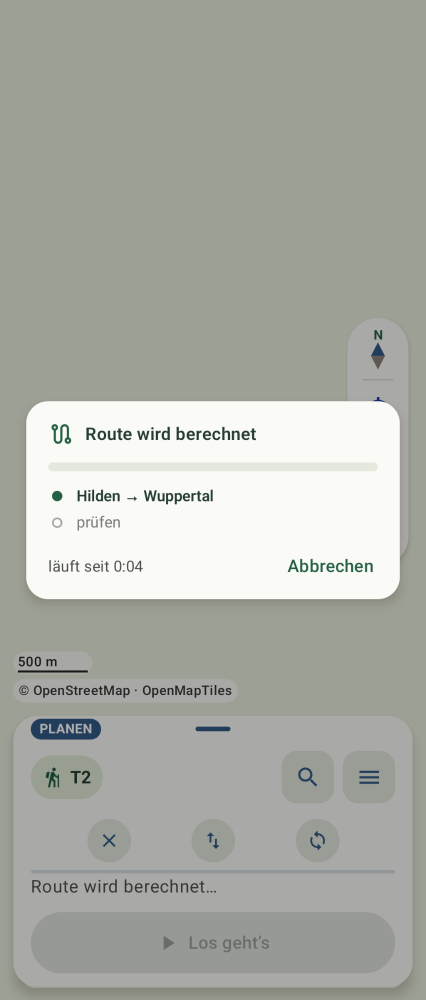 N
Route wird berechnet
Hilden → Wuppertal
prüfen
läuft seit 0:04
Abbrechen
500 m
© OpenStreetMap · OpenMapTiles
PLANEN
T2
Route wird berechnet…
Los geht's